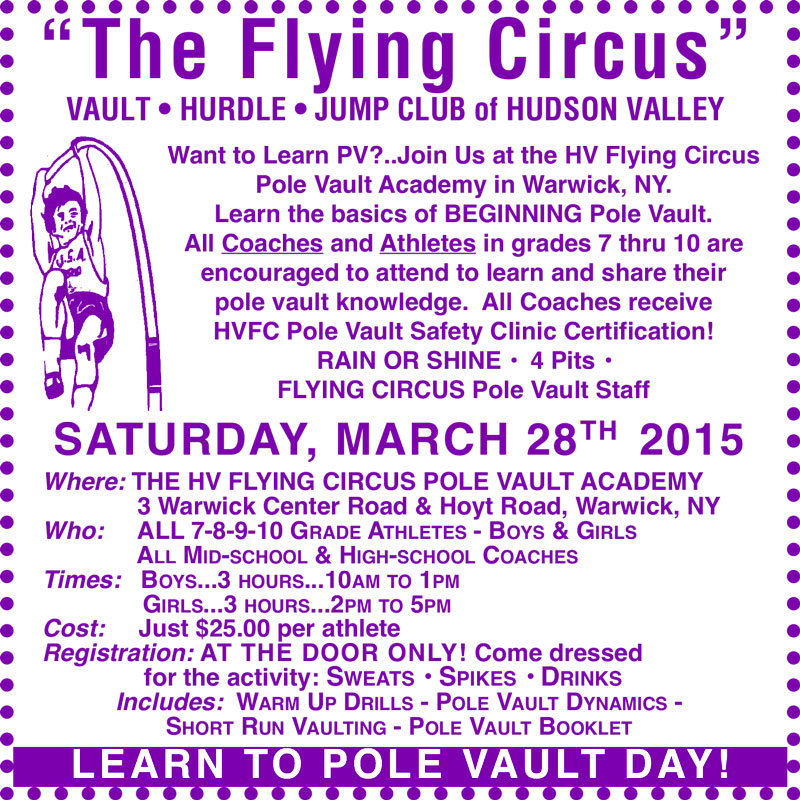 “The Flying Circus”
VAULT • HURDLE • JUMP CLUB of HUDSON VALLEY
Want to Learn PV?..Join Us at the HV Flying Circus
Pole Vault Academy in Warwick, NY.
Learn the basics of BEGINNING Pole Vault.
All Coaches and Athletes in grades 7 thru 10 are
encouraged to attend to learn and share their
pole vault knowledge.  All Coaches receive
HVFC Pole Vault Safety Clinic Certification!
RAIN OR SHINE • 4 Pits •
FLYING CIRCUS Pole Vault Staff
U.S.A.
SATURDAY, MARCH 28TH 2015
Where: THE HV FLYING CIRCUS POLE VAULT ACADEMY
3 Warwick Center Road & Hoyt Road, Warwick, NY
Who: ALL 7-8-9-10 GRADE ATHLETES - BOYS & GIRLS
ALL MID-SCHOOL & HIGH-SCHOOL COACHES
Times: BOYS...3 HOURS...10AM TO 1PM
GIRLS...3 HOURS...2PM TO 5PM
Cost: Just $25.00 per athlete
Registration: AT THE DOOR ONLY! Come dressed
for the activity: SWEATS • SPIKES • DRINKS
Includes: WARM UP DRILLS - POLE VAULT DYNAMICS -
SHORT RUN VAULTING - POLE VAULT BOOKLET
LEARN TO POLE VAULT DAY!